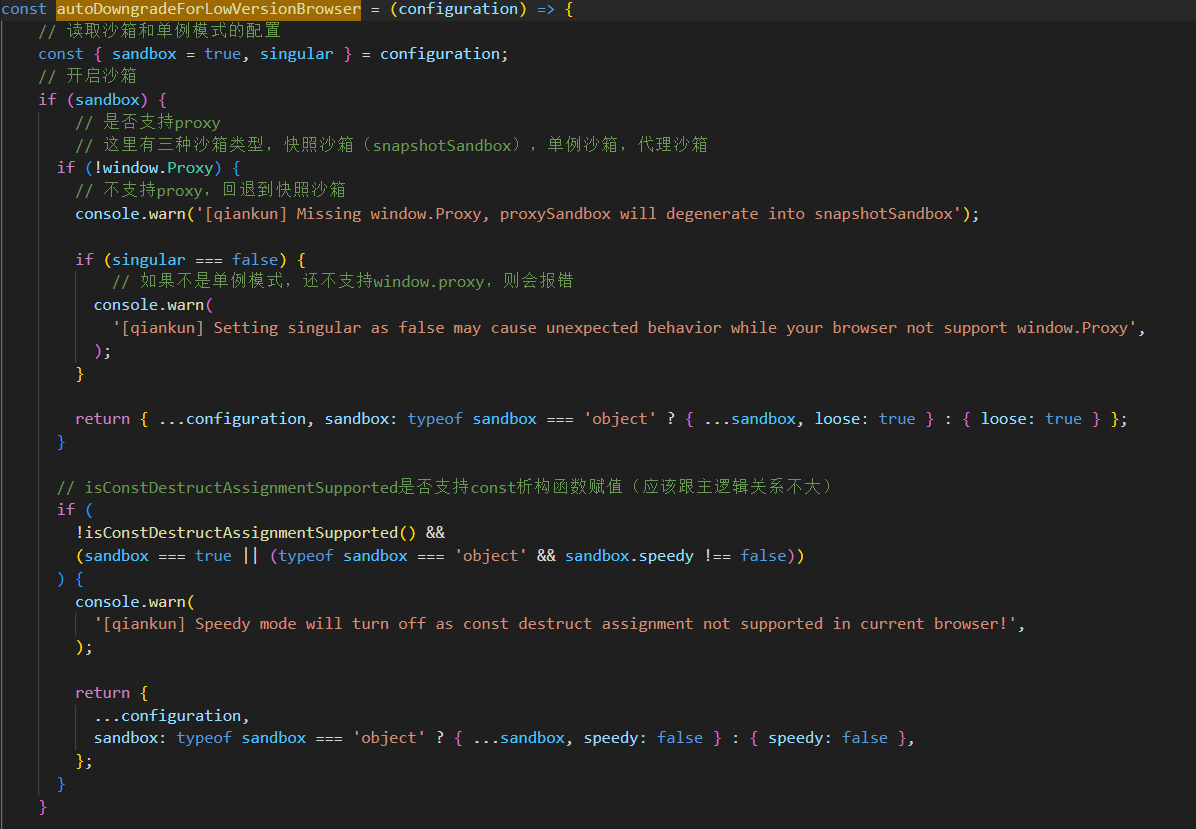 const autoDowngradeForLowVersionBrowser = (configuration) => {
// 读取沙箱和单例模式的配置
const { sandbox = true, singular } = configuration;
// 开启沙箱
if (sandbox) {
// 是否支持proxy
// 这里有三种沙箱类型，快照沙箱（snapshotSandbox），单例沙箱，代理沙箱
if (!window.Proxy) {
// 不支持proxy，回退到快照沙箱
console.warn('[qiankun] Missing window.Proxy, proxySandbox will degenerate into snapshotSandbox');
if (singular === false) {
// 如果不是单例模式，还不支持window.proxy，则会报错
console.warn(
'[qiankun] Setting singular as false may cause unexpected behavior while your browser not support window.Proxy',
);
}
return { ...configuration, sandbox: typeof sandbox === 'object' ? { ...sandbox, loose: true } : { loose: true } };
}
// isConstDestructAssignmentSupported是否支持const析构函数赋值（应该跟主逻辑关系不大）
if (
!isConstDestructAssignmentSupported() &&
(sandbox === true || (typeof sandbox === 'object' && sandbox.speedy !== false))
) {
console.warn(
'[qiankun] Speedy mode will turn off as const destruct assignment not supported in current browser!',
);
return {
...configuration,
sandbox: typeof sandbox === 'object' ? { ...sandbox, speedy: false } : { speedy: false },
};
}
}